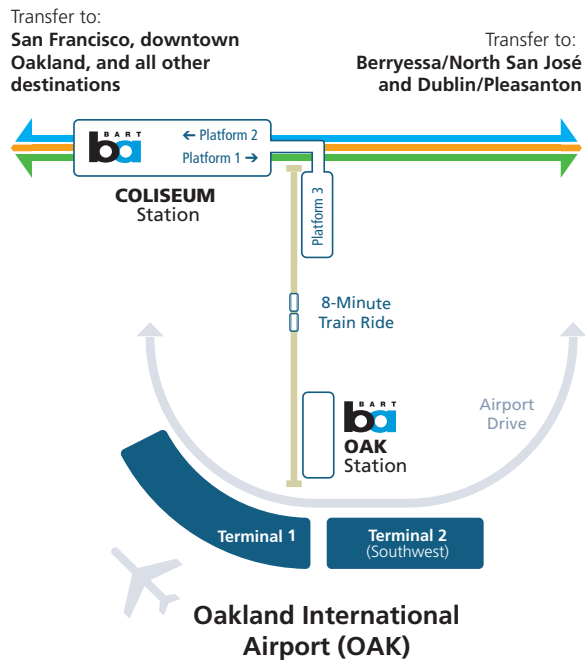 Transfer to:
San Francisco, downtown
Oakland, and all other
destinations
Transfer to:
Berryessa/North San José
and Dublin/Pleasanton
BART
ba
← Platform 2
Platform 1 →
COLISEUM
Station
Platform 3
8-Minute
Train Ride
BART
ba
OAK
Station
Airport
Drive
Terminal 1
Terminal 2
(Southwest)
Oakland International
Airport (OAK)